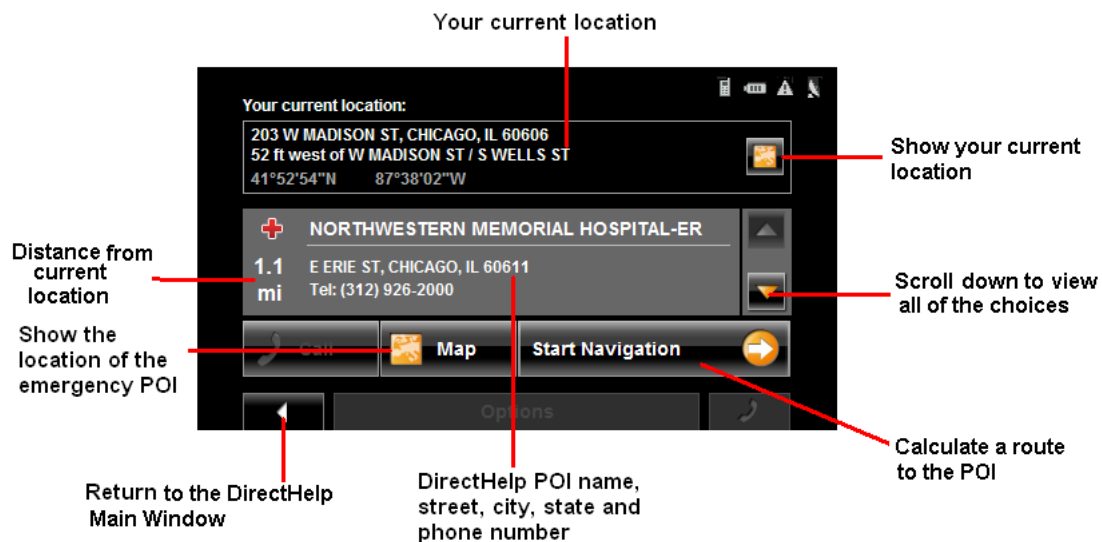 Your current location
Your current location:
203 W MADISON ST, CHICAGO, IL 60606
52 ft west of W MADISON ST / S WELLS ST
41°52'54"N 87°38'02"W
Show your current
location
NORTHWESTERN MEMORIAL HOSPITAL-ER
1.1
mi
E ERIE ST, CHICAGO, IL 60611
Tel: (312) 926-2000
Distance from
current
location
Scroll down to view
all of the choices
Show the
location of the
emergency POI
Call
Map
Start Navigation
Options
Calculate a route
to the POI
Return to the DirectHelp
Main Window
DirectHelp POI name,
street, city, state and
phone number